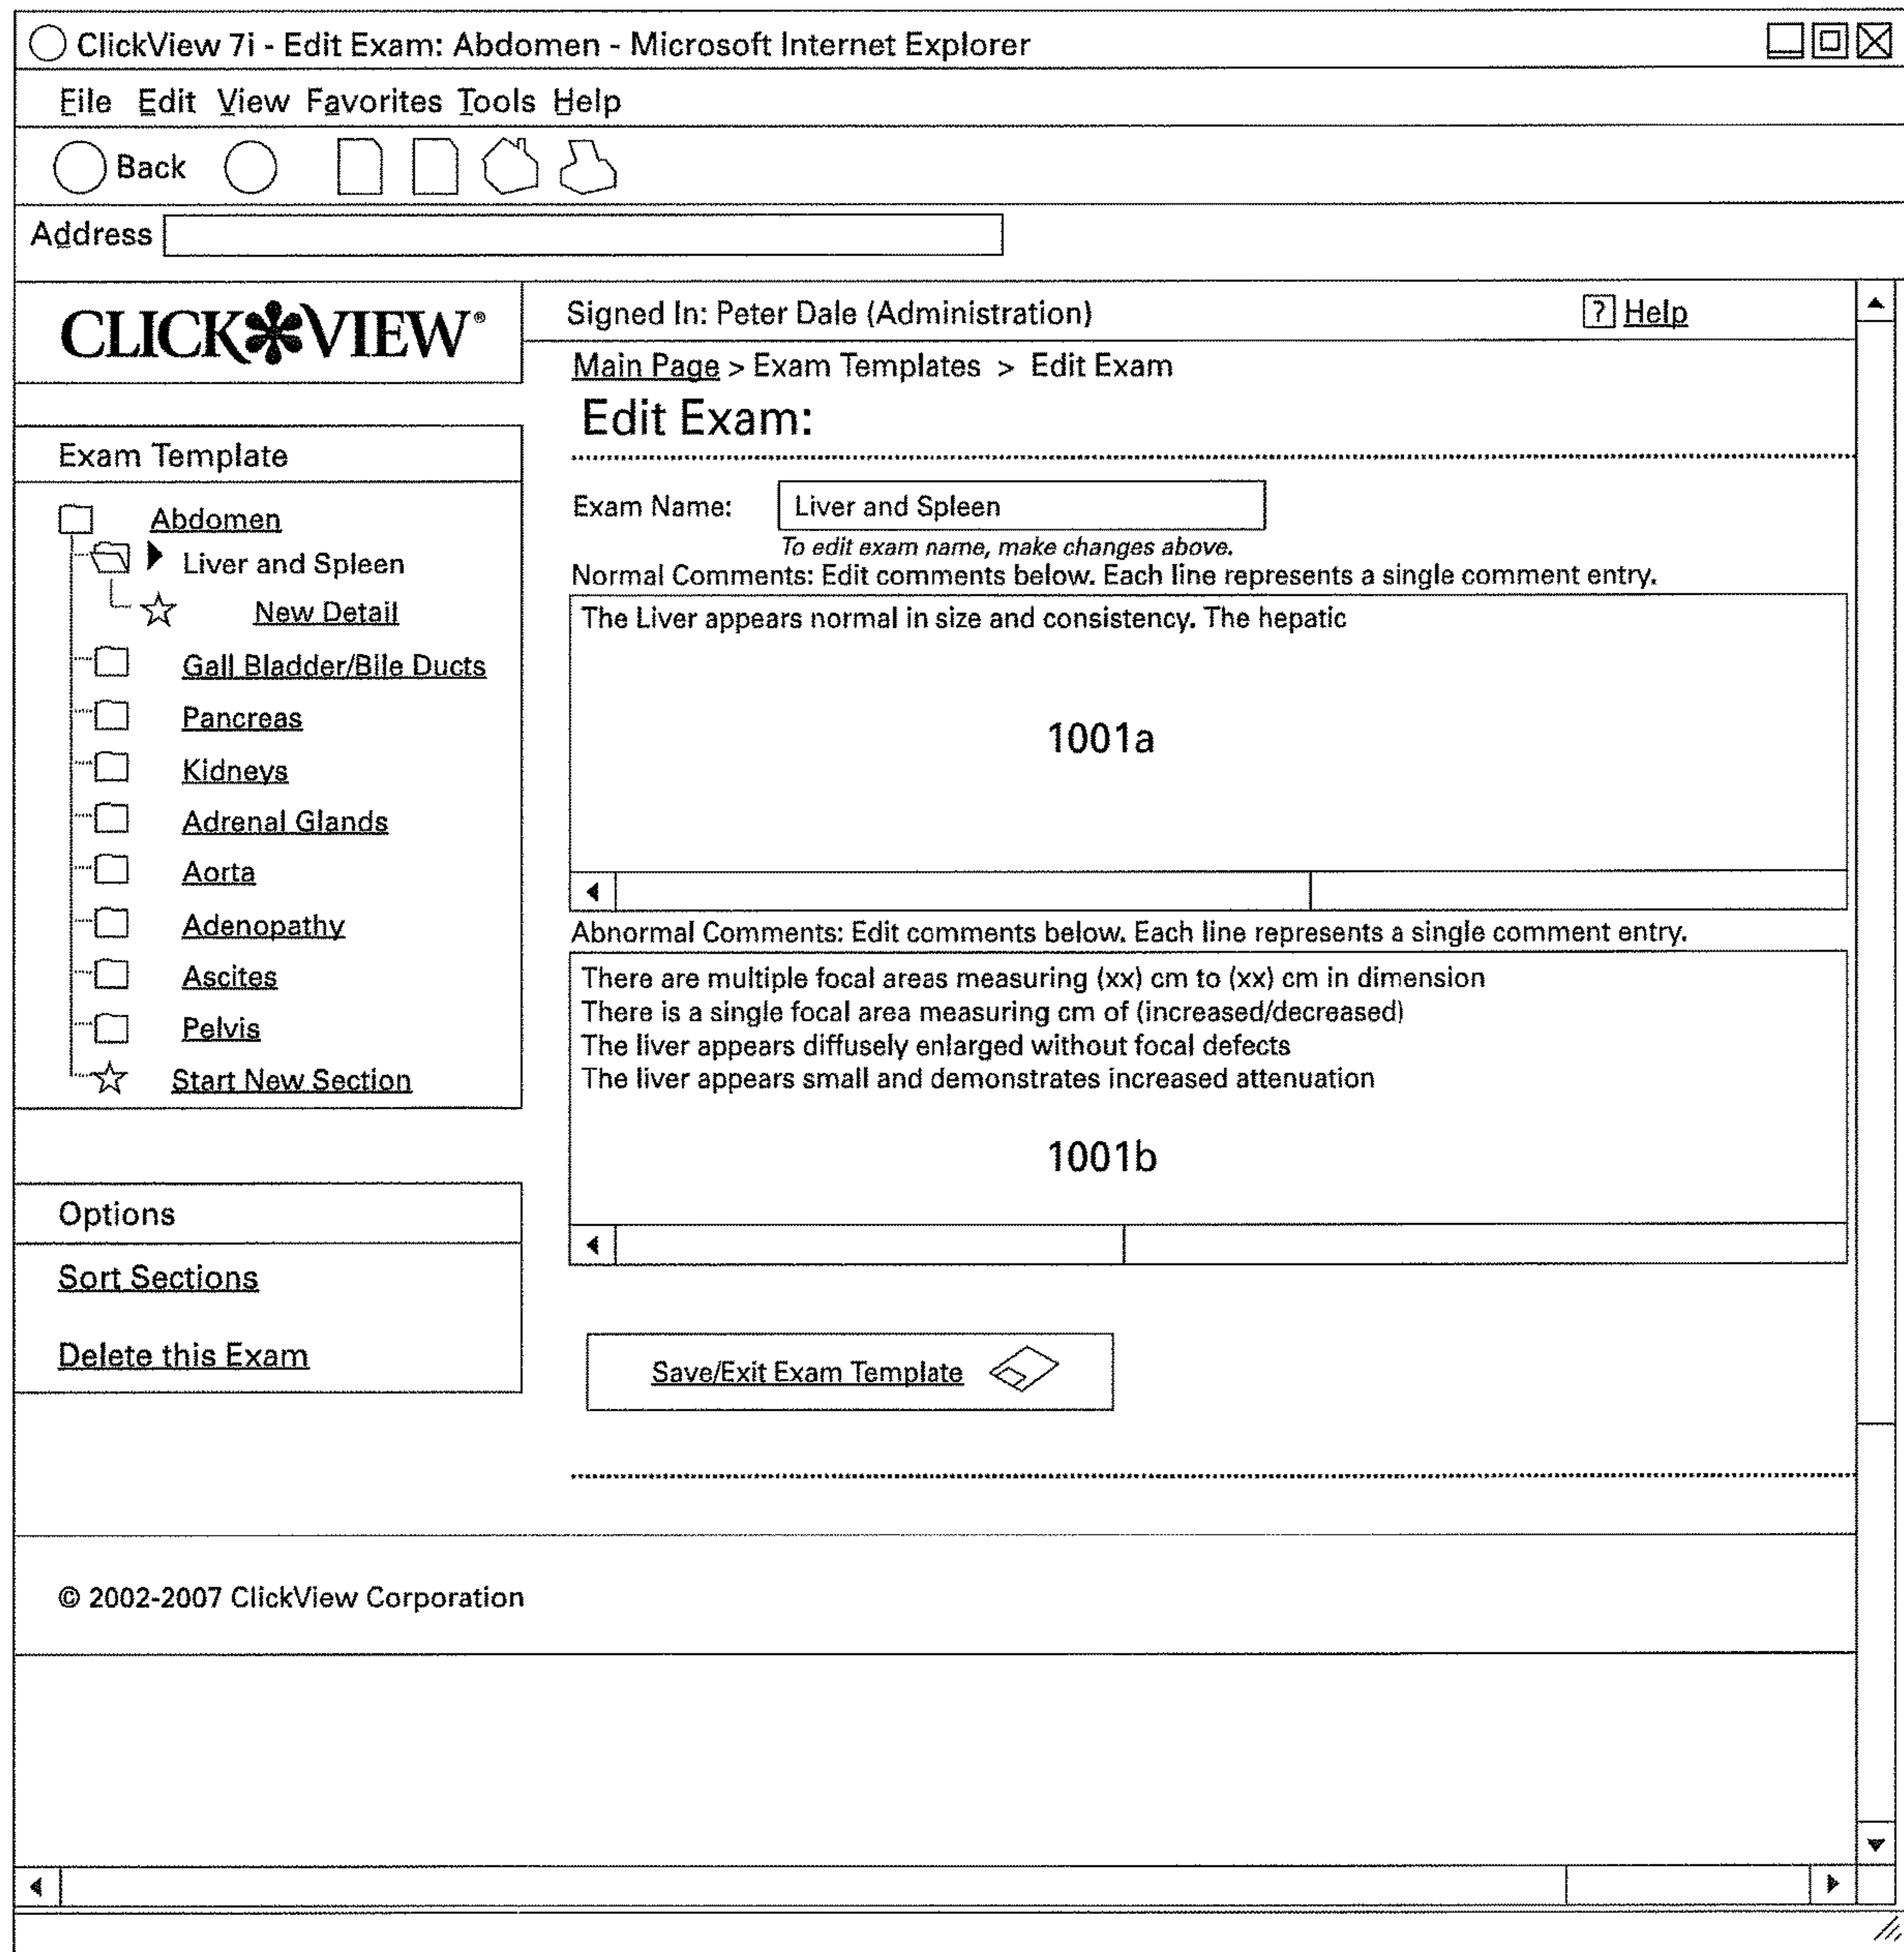 ClickView 7i - Edit Exam: Abdomen - Microsoft Internet Explorer
File Edit View Favorites Tools Help
Back
Address
CLICK✽VIEW®
Signed In: Peter Dale (Administration)
? Help
Main Page > Exam Templates > Edit Exam
Edit Exam:
Exam Template
Abdomen
Liver and Spleen
New Detail
Gall Bladder/Bile Ducts
Pancreas
Kidneys
Adrenal Glands
Aorta
Adenopathy
Ascites
Pelvis
Start New Section
Options
Sort Sections
Delete this Exam
Exam Name: Liver and Spleen
To edit exam name, make changes above.
Normal Comments: Edit comments below. Each line represents a single comment entry.
The Liver appears normal in size and consistency. The hepatic
1001a
Abnormal Comments: Edit comments below. Each line represents a single comment entry.
There are multiple focal areas measuring (xx) cm to (xx) cm in dimension
There is a single focal area measuring cm of (increased/decreased)
The liver appears diffusely enlarged without focal defects
The liver appears small and demonstrates increased attenuation
1001b
Save/Exit Exam Template
© 2002-2007 ClickView Corporation